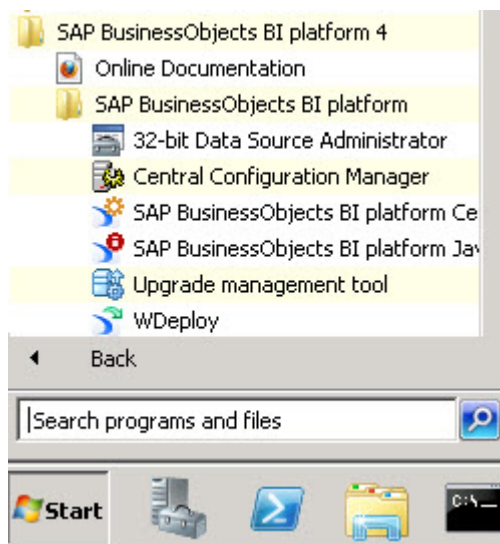 SAP BusinessObjects BI platform 4
Online Documentation
SAP BusinessObjects BI platform
32-bit Data Source Administrator
Central Configuration Manager
SAP BusinessObjects BI platform Ce
SAP BusinessObjects BI platform Jav
Upgrade management tool
WDeploy
Back
Search programs and files
Start
C:\_